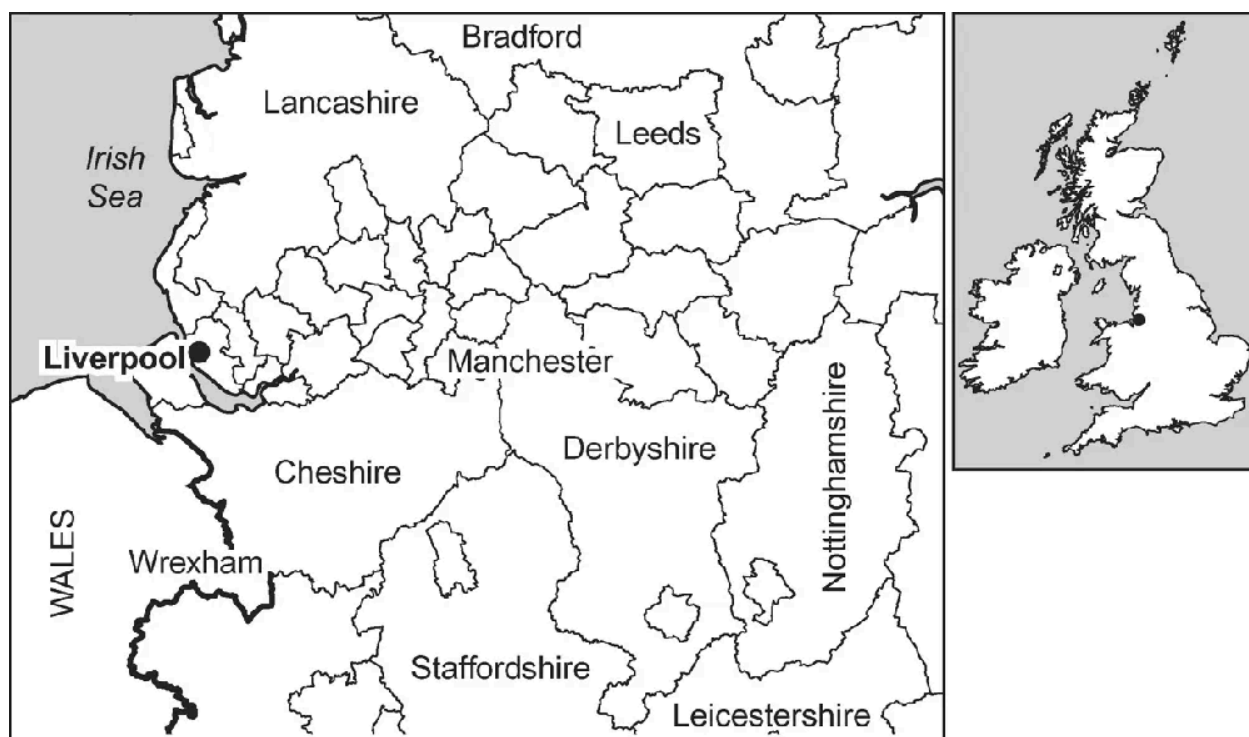 Bradford
Lancashire
Leeds
Irish
Sea
Liverpool
Manchester
Derbyshire
Cheshire
Nottinghamshire
WALES
Wrexham
Staffordshire
Leicestershire